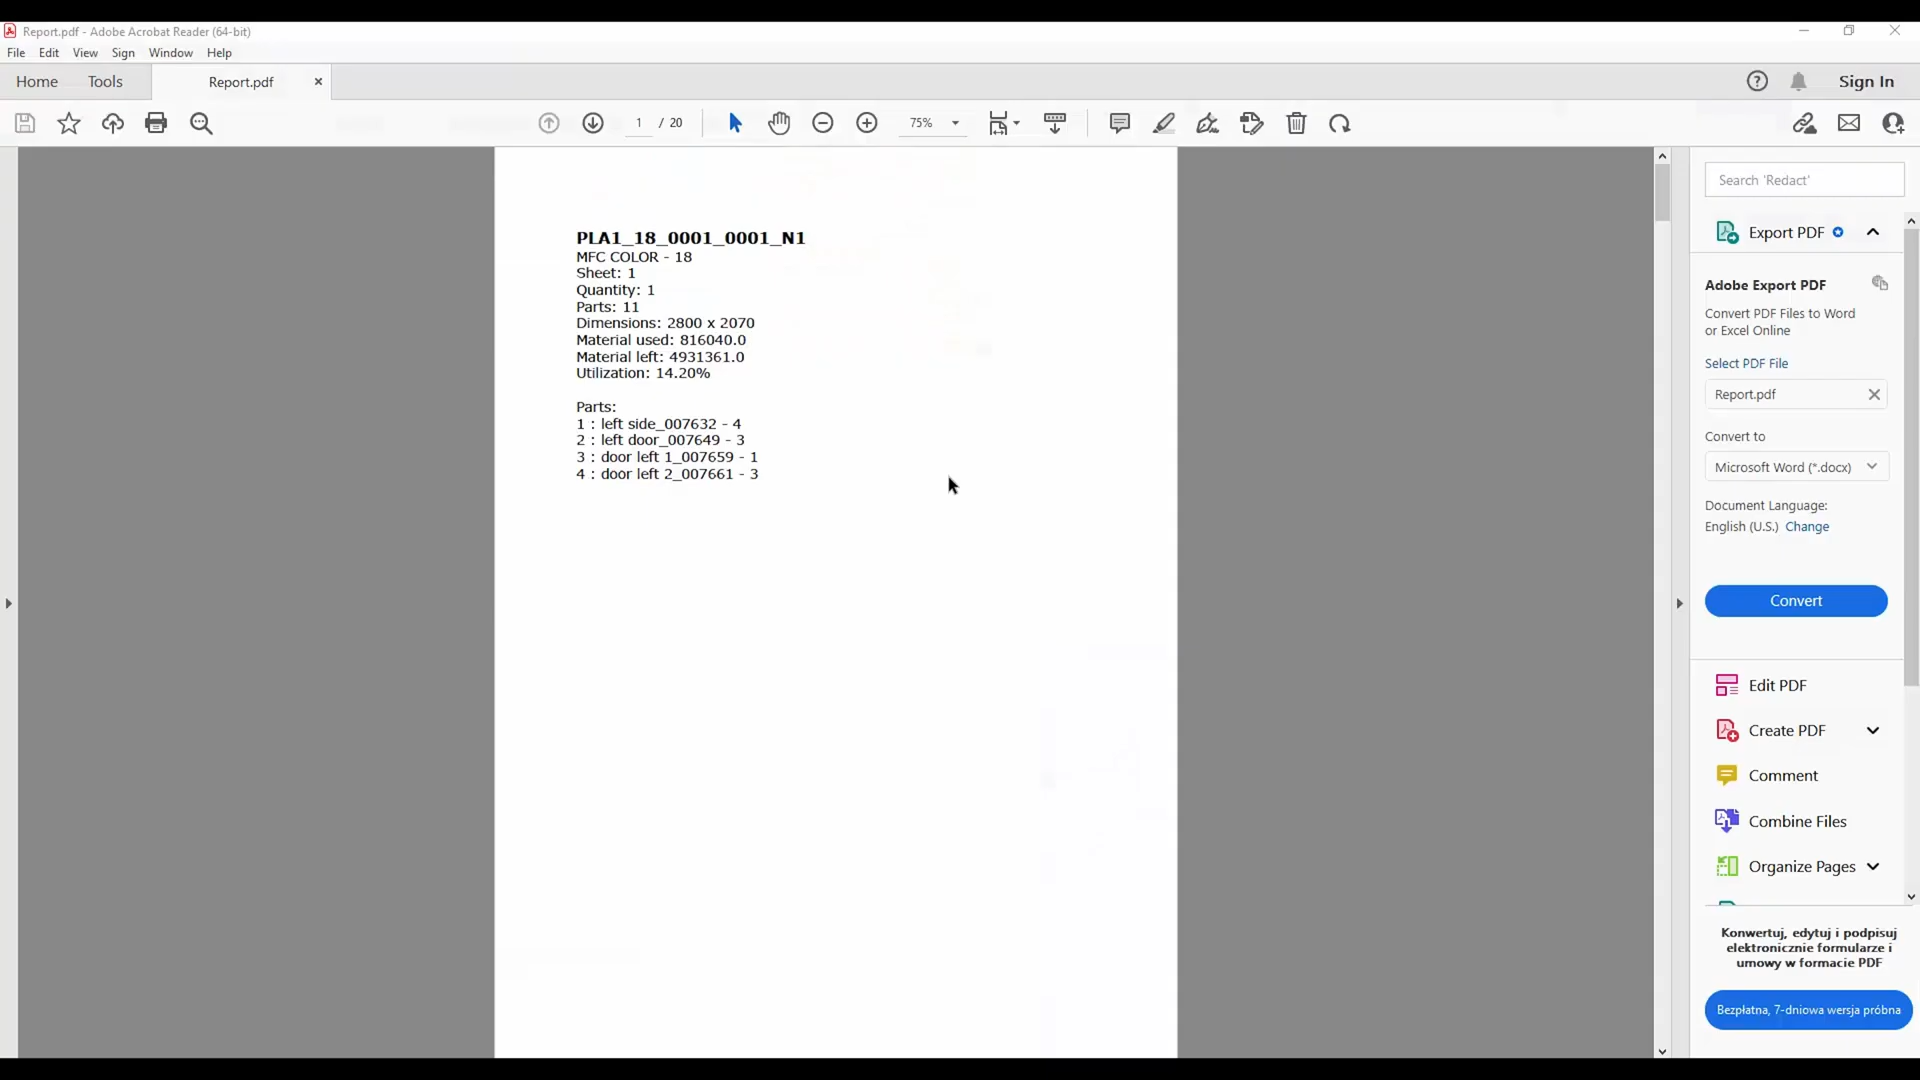 Report.pdf - Adobe Acrobat Reader (64-bit)
File Edit View Sign Window Help
Home Tools Report.pdf Sign In
1 / 20 75%
PLA1_18_0001_0001_N1
MFC COLOR - 18
Sheet: 1
Quantity: 1
Parts: 11
Dimensions: 2800 x 2070
Material used: 816040.0
Material left: 4931361.0
Utilization: 14.20%
Parts:
1 : left side_007632 - 4
2 : left door_007649 - 3
3 : door left 1_007659 - 1
4 : door left 2_007661 - 3
Search 'Redact'
Export PDF
Adobe Export PDF
Convert PDF Files to Word
or Excel Online
Select PDF File
Report.pdf
Convert to
Microsoft Word (*.docx)
Document Language:
English (U.S.) Change
Convert
Edit PDF
Create PDF
Comment
Combine Files
Organize Pages
Konwertuj, edytuj i podpisuj
elektronicznie formularze i
umowy w formacie PDF
Bezpłatna, 7-dniowa wersja próbna